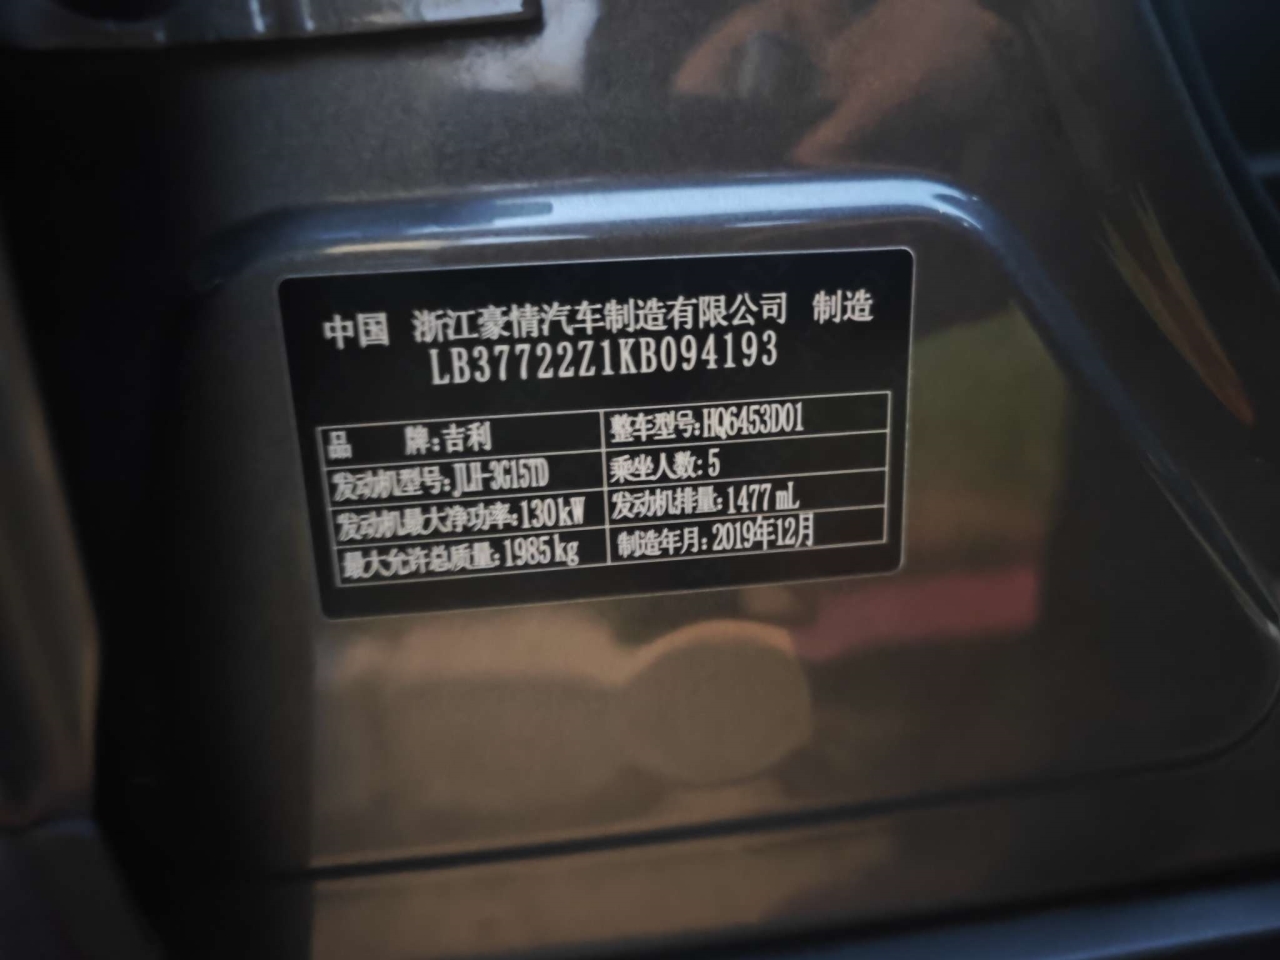 中国 浙江豪情汽车制造有限公司 制造
LB37722Z1KB094193
品 牌:吉利 整车型号:HQ6453D01
发动机型号:JLH-3G15TD 乘坐人数:5
发动机最大净功率:130kW 发动机排量:1477mL
最大允许总质量:1985kg 制造年月:2019年12月